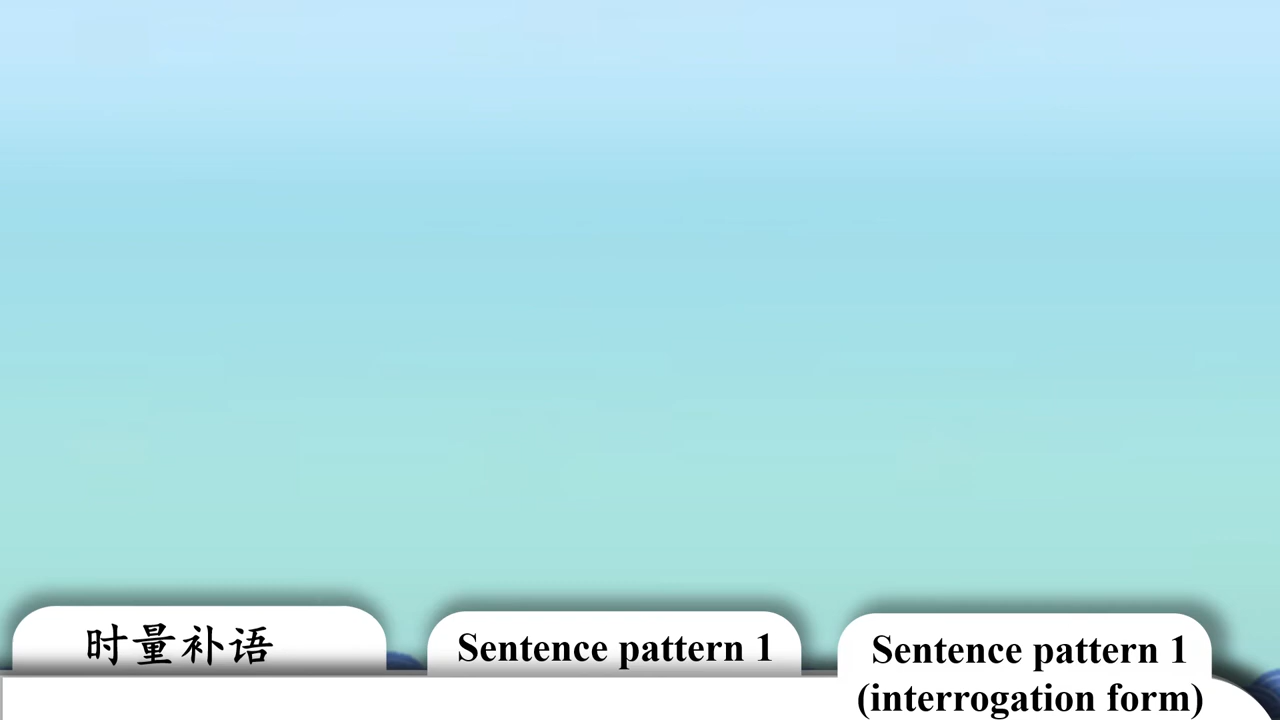 时量补语
Sentence pattern 1
Sentence pattern 1
(interrogation form)